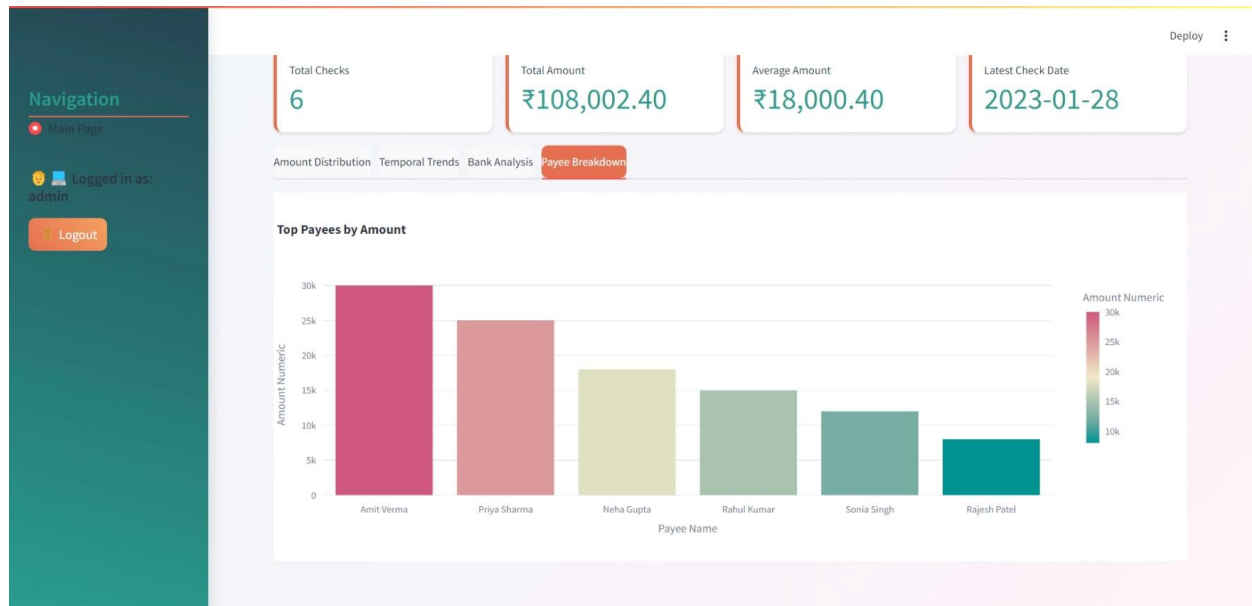 Deploy
Navigation
Main Page
Logged in as:
admin
Logout
Total Checks
6
Total Amount
₹108,002.40
Average Amount
₹18,000.40
Latest Check Date
2023-01-28
Amount Distribution Temporal Trends Bank Analysis Payee Breakdown
Top Payees by Amount
Amount Numeric
30k
25k
20k
15k
10k
5k
0
Amit Verma Priya Sharma Neha Gupta Rahul Kumar Sonia Singh Rajesh Patel
Payee Name
Amount Numeric
30k
25k
20k
15k
10k